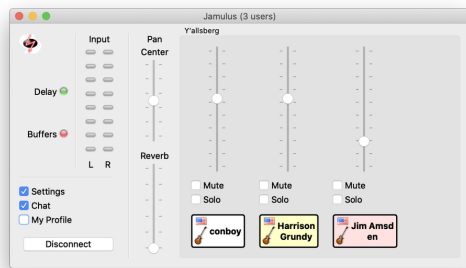 Jamulus (3 users)
Input
Pan
Center
Y'allsberg
Delay
Buffers
L R
Reverb
Settings
Chat
My Profile
Disconnect
Mute
Solo
Mute
Solo
Mute
Solo
conboy
Harrison
Grundy
Jim Amsd
en